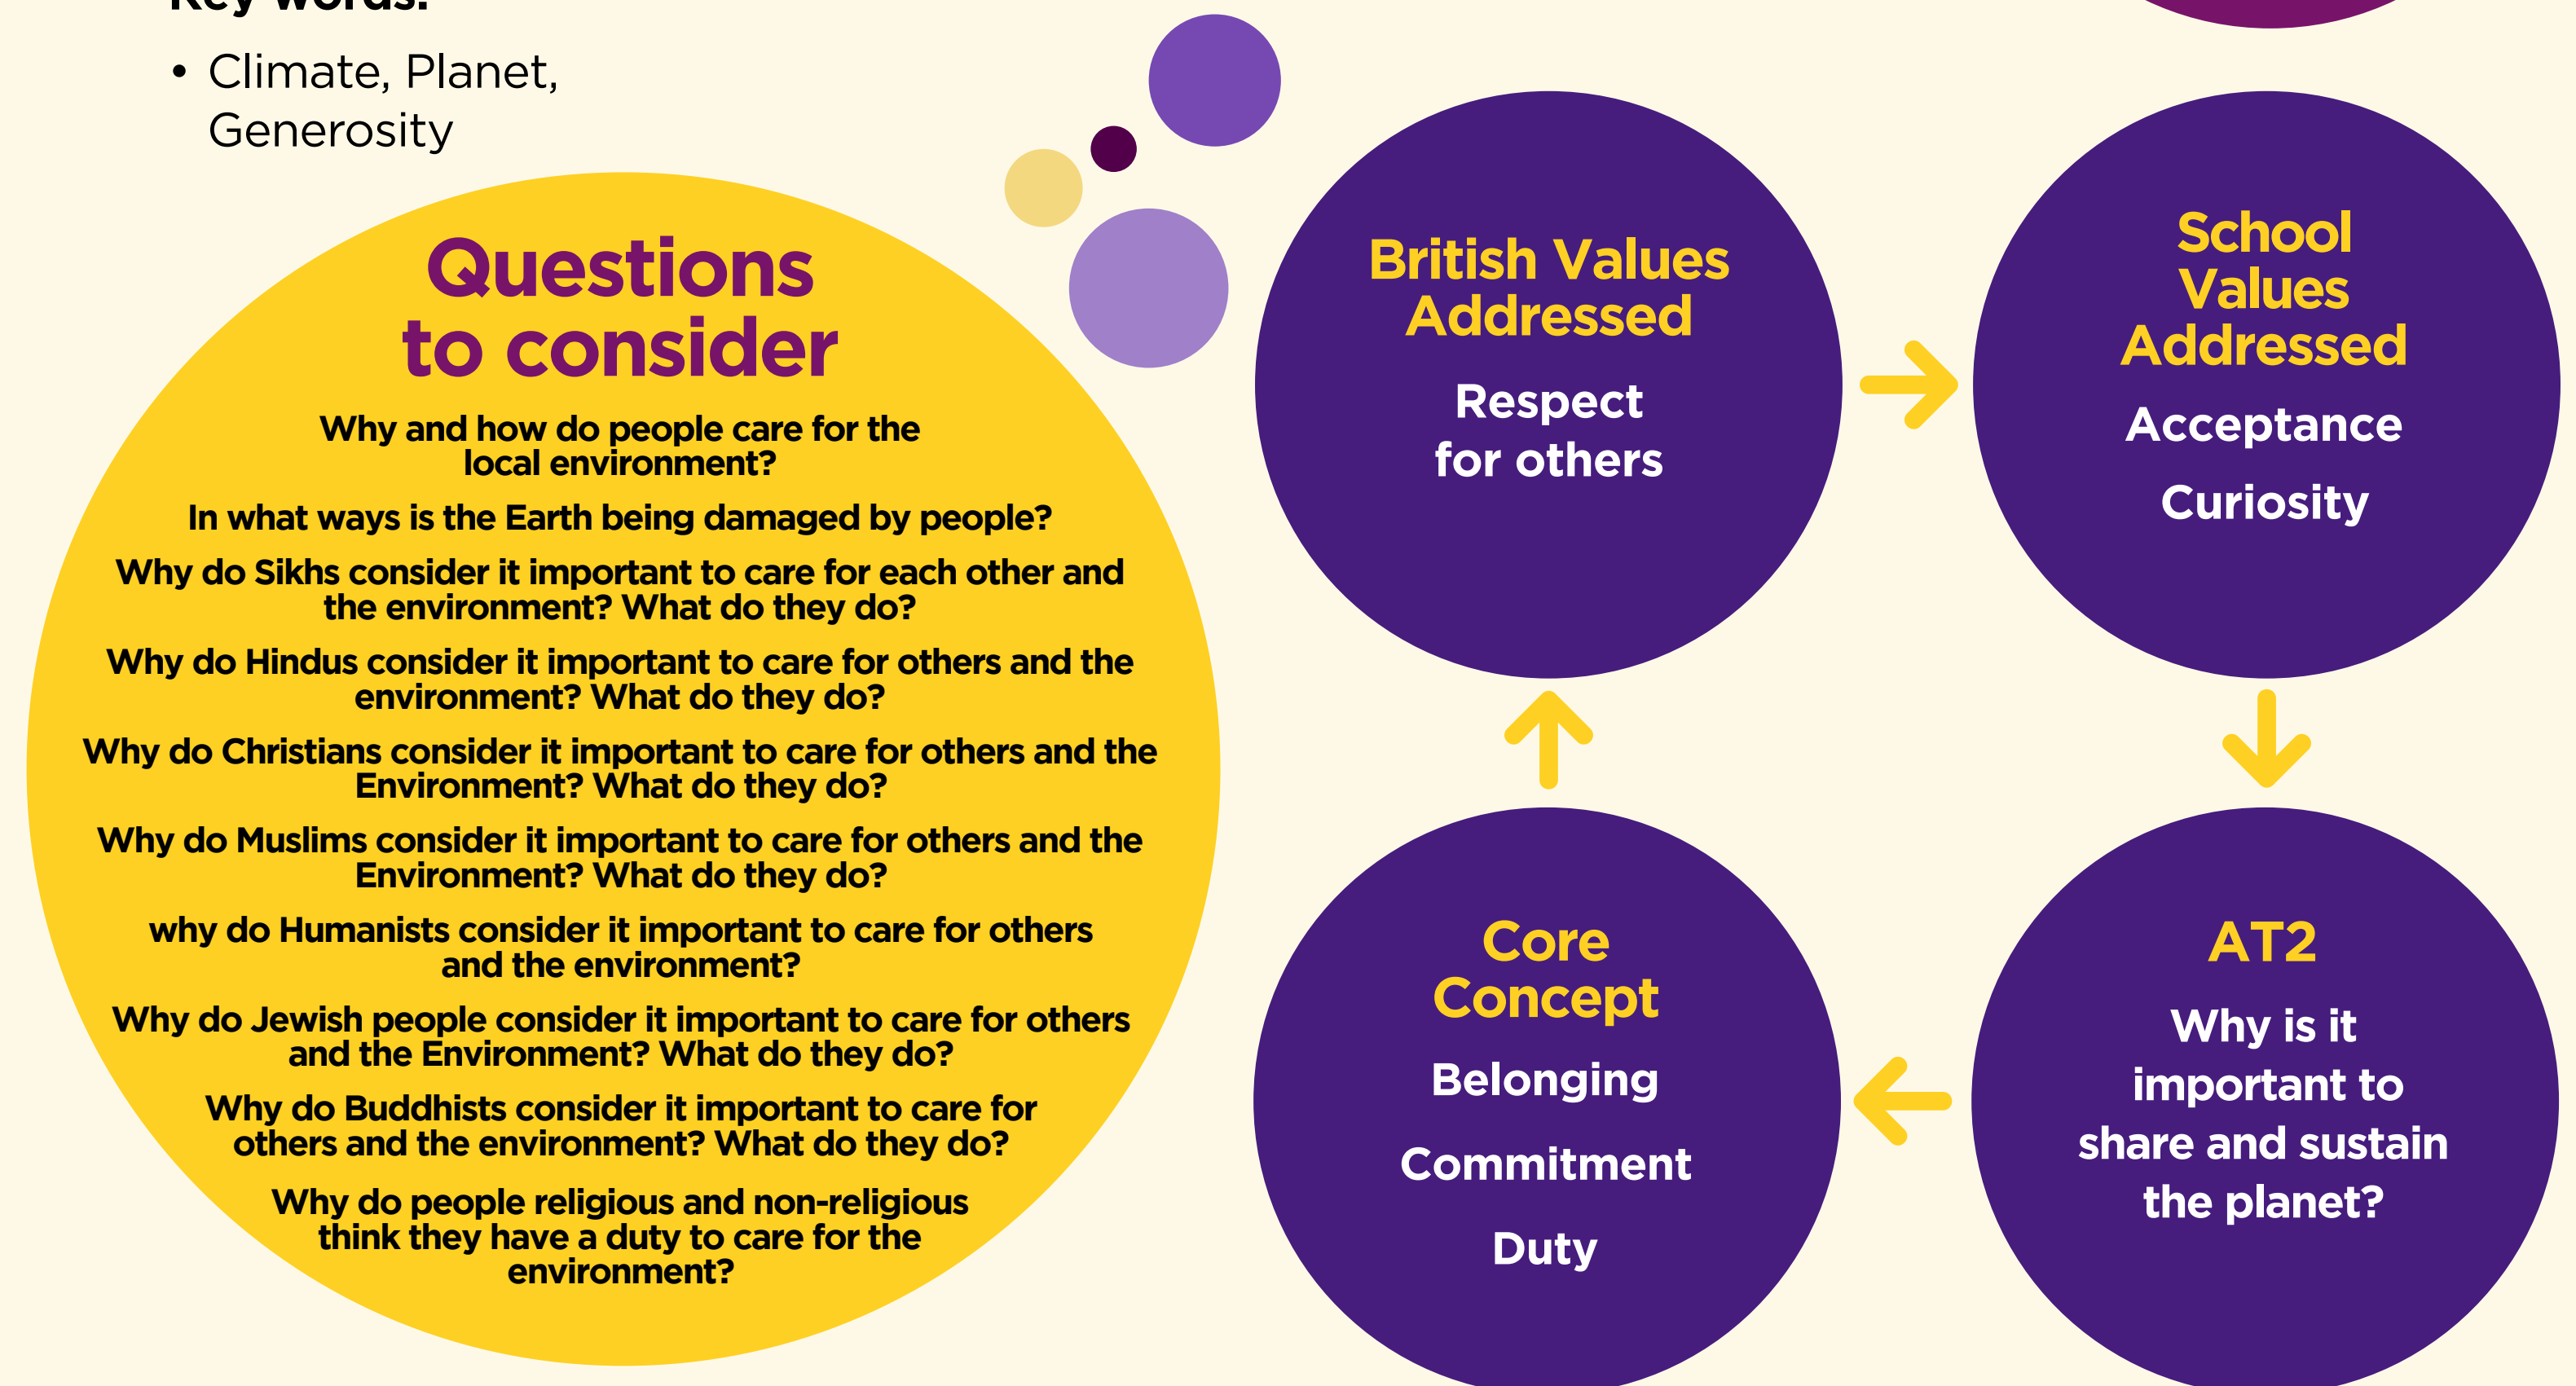 Key words:
• Climate, Planet,
Generosity
Questions
to consider
Why and how do people care for the
local environment?
In what ways is the Earth being damaged by people?
Why do Sikhs consider it important to care for each other and
the environment? What do they do?
Why do Hindus consider it important to care for others and the
environment? What do they do?
Why do Christians consider it important to care for others and the
Environment? What do they do?
Why do Muslims consider it important to care for others and the
Environment? What do they do?
why do Humanists consider it important to care for others
and the environment?
Why do Jewish people consider it important to care for others
and the Environment? What do they do?
Why do Buddhists consider it important to care for
others and the environment? What do they do?
Why do people religious and non-religious
think they have a duty to care for the
environment?
British Values
Addressed
Respect
for others
School
Values
Addressed
Acceptance
Curiosity
Core
Concept
Belonging
Commitment
Duty
AT2
Why is it
important to
share and sustain
the planet?